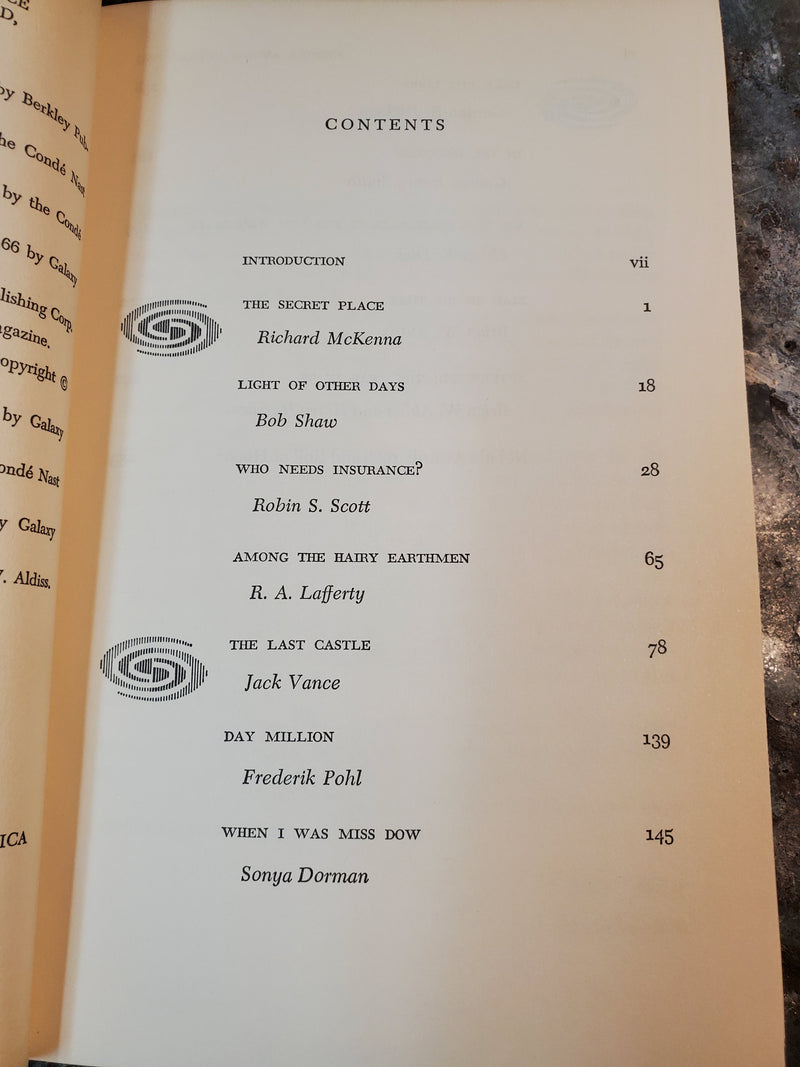 D,
by Berkley Pub.
he Condé Nast
by the Condé
66 by Galaxy
lishing Corp.
gazine.
opyright ©
by Galaxy
ondé Nast
y Galaxy
. Aldiss.
ICA
CONTENTS
INTRODUCTION vii
THE SECRET PLACE 1
Richard McKenna
LIGHT OF OTHER DAYS 18
Bob Shaw
WHO NEEDS INSURANCE? 28
Robin S. Scott
AMONG THE HAIRY EARTHMEN 65
R. A. Lafferty
THE LAST CASTLE 78
Jack Vance
DAY MILLION 139
Frederik Pohl
WHEN I WAS MISS DOW 145
Sonya Dorman